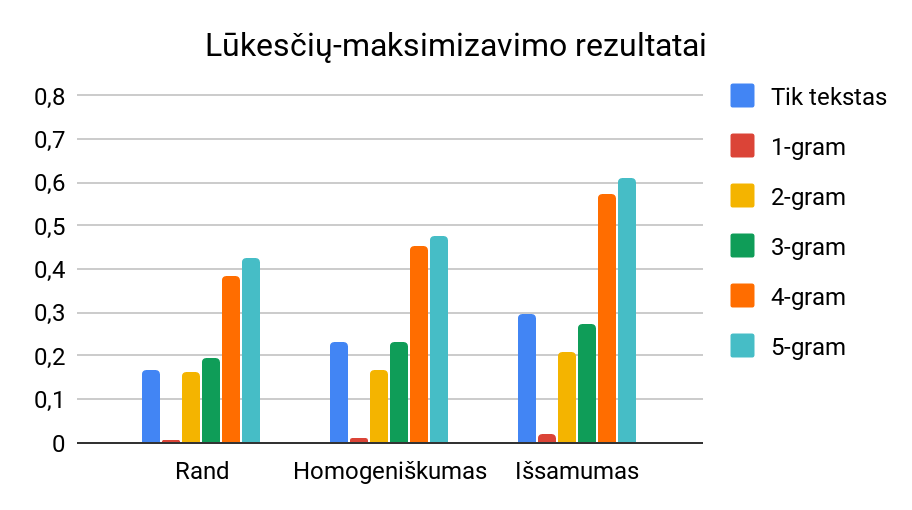 Lūkesčių-maksimizavimo rezultatai
0,8
0,7
0,6
0,5
0,4
0,3
0,2
0,1
0
Rand
Homogeniškumas
Išsamumas
Tik tekstas
1-gram
2-gram
3-gram
4-gram
5-gram